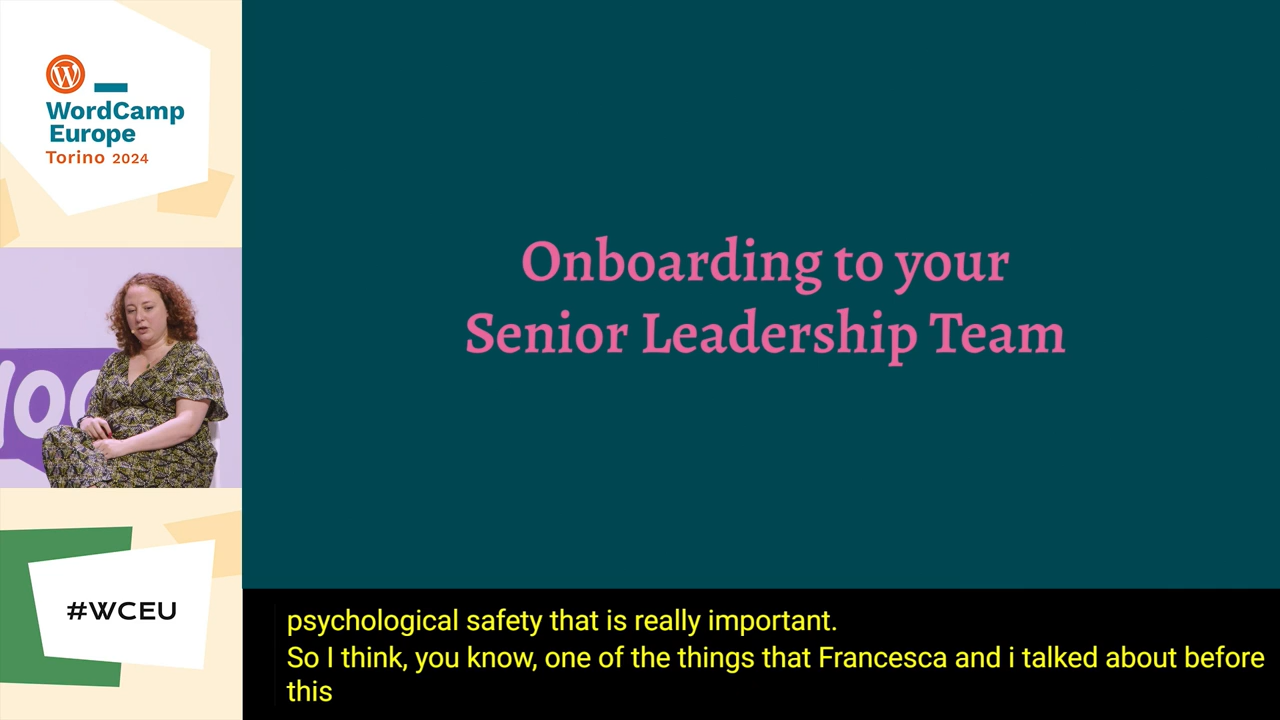 WordCamp
Europe
Torino 2024
Onboarding to your
Senior Leadership Team
#WCEU
psychological safety that is really important.
So I think, you know, one of the things that Francesca and i talked about before
this